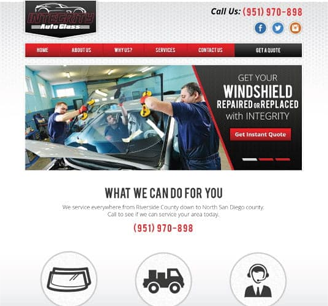 INTEGRITY
Auto Glass
Call Us: (951) 970-898
HOME
ABOUT US
WHY US?
SERVICES
CONTACT US
GET A QUOTE
GET YOUR
WINDSHIELD
REPAIRED or REPLACED
with INTEGRITY
Get Instant Quote
WHAT WE CAN DO FOR YOU
We service everywhere from Riverside County down to North San Diego county.
Call to see if we can service your area today.
(951) 970-898